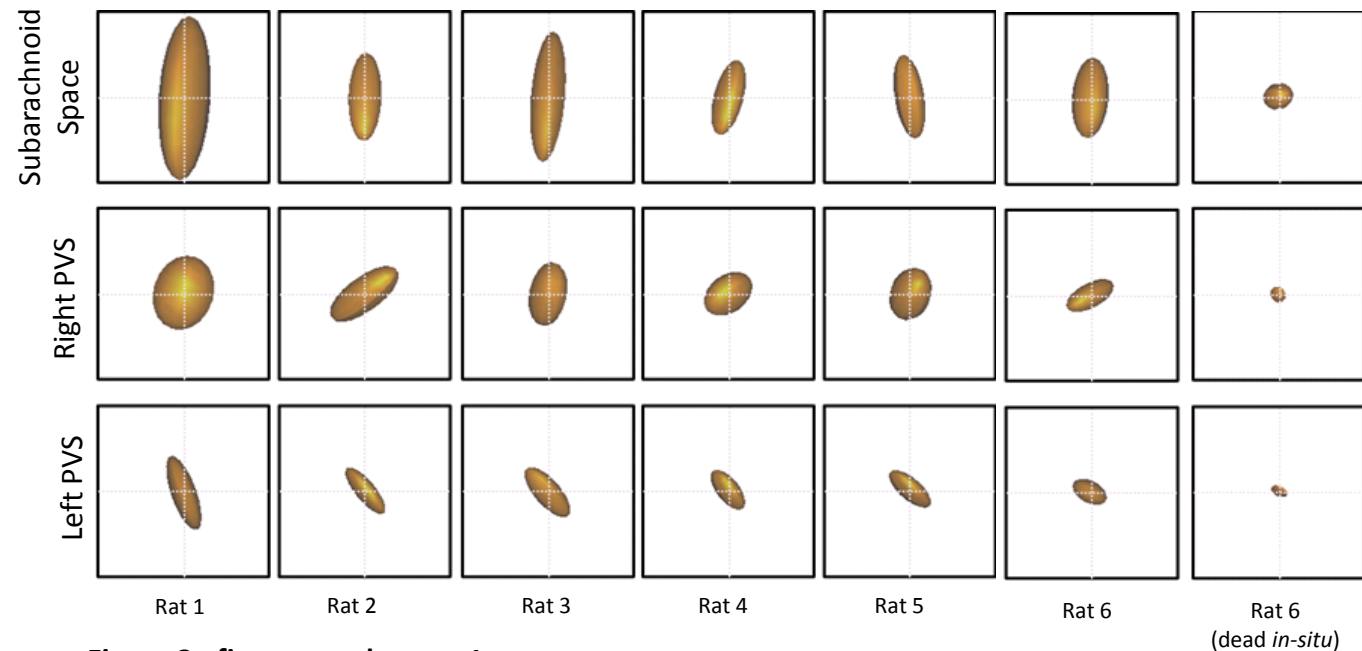 Subarachnoid
Space
Right PVS
Left PVS
Rat 1
Rat 2
Rat 3
Rat 4
Rat 5
Rat 6
Rat 6
(dead in-situ)